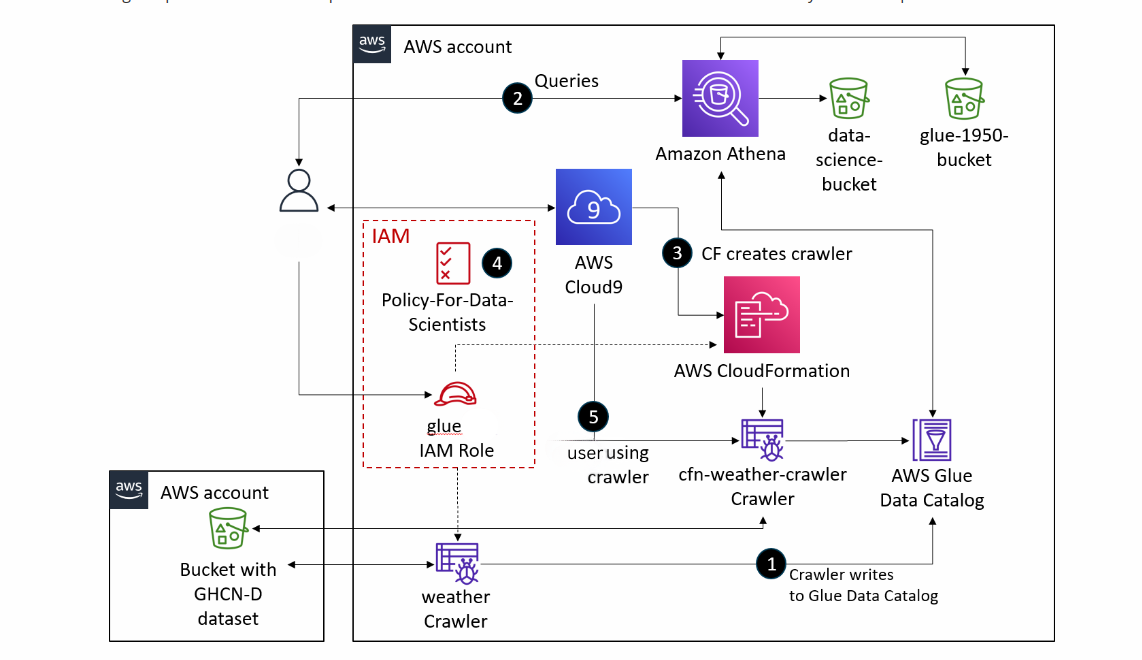 aws
AWS account
Queries
2
Amazon Athena
data-
science-
bucket
glue-1950-
bucket
9
AWS
Cloud9
3
CF creates crawler
IAM
4
Policy-For-Data-
Scientists
AWS CloudFormation
glue
IAM Role
5
user using
crawler
cfn-weather-crawler
Crawler
AWS Glue
Data Catalog
aws
AWS account
Bucket with
GHCN-D
dataset
weather
Crawler
1
Crawler writes
to Glue Data Catalog